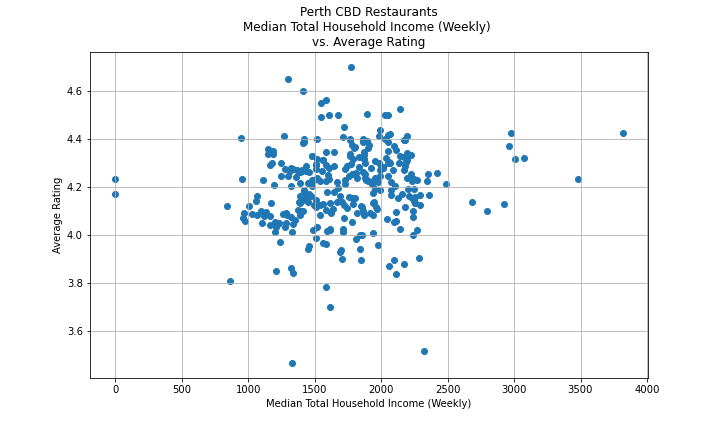 Perth CBD Restaurants
Median Total Household Income (Weekly)
vs. Average Rating
Average Rating
4.6
4.4
4.2
4.0
3.8
3.6
0 500 1000 1500 2000 2500 3000 3500 4000
Median Total Household Income (Weekly)